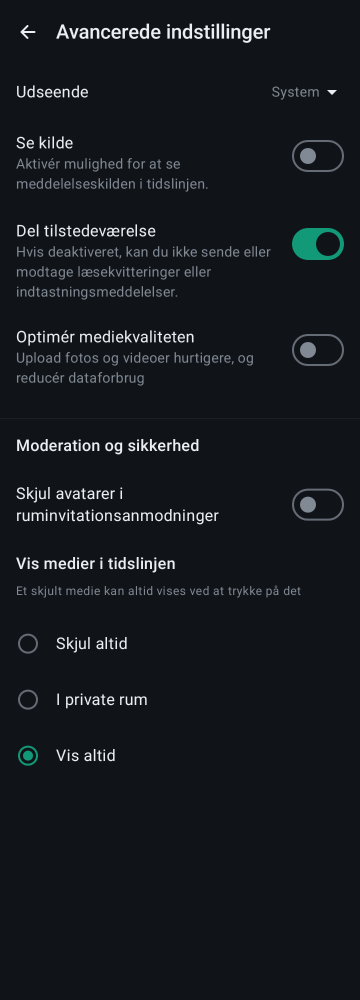 Avancerede indstillinger
Udseende
System
Se kilde
Aktivér mulighed for at se
meddelelseskilden i tidslinjen.
Del tilstedeværelse
Hvis deaktiveret, kan du ikke sende eller
modtage læsekvitteringer eller
indtastningsmeddelelser.
Optimér mediekvaliteten
Upload fotos og videoer hurtigere, og
reducér dataforbrug
Moderation og sikkerhed
Skjul avatarer i
ruminvitationsanmodninger
Vis medier i tidslinjen
Et skjult medie kan altid vises ved at trykke på det
Skjul altid
I private rum
Vis altid